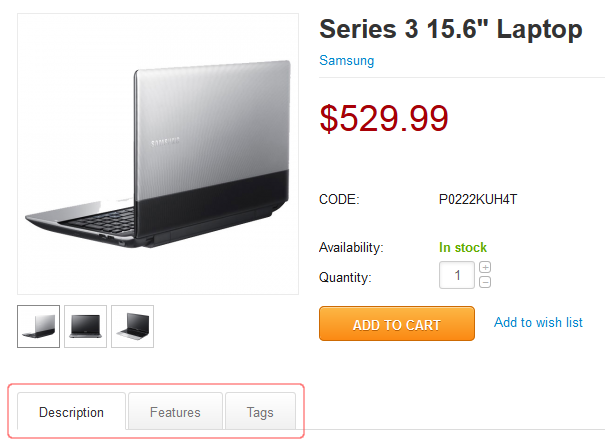 Series 3 15.6" Laptop
Samsung
$529.99
CODE: P0222KUH4T
Availability: In stock
Quantity: 1 + −
ADD TO CART Add to wish list
SAMSUNG
Description Features Tags